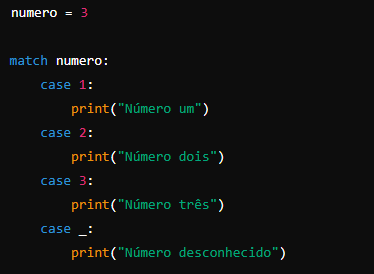 numero = 3
match numero:
    case 1:
        print("Número um")
    case 2:
        print("Número dois")
    case 3:
        print("Número três")
    case _:
        print("Número desconhecido")